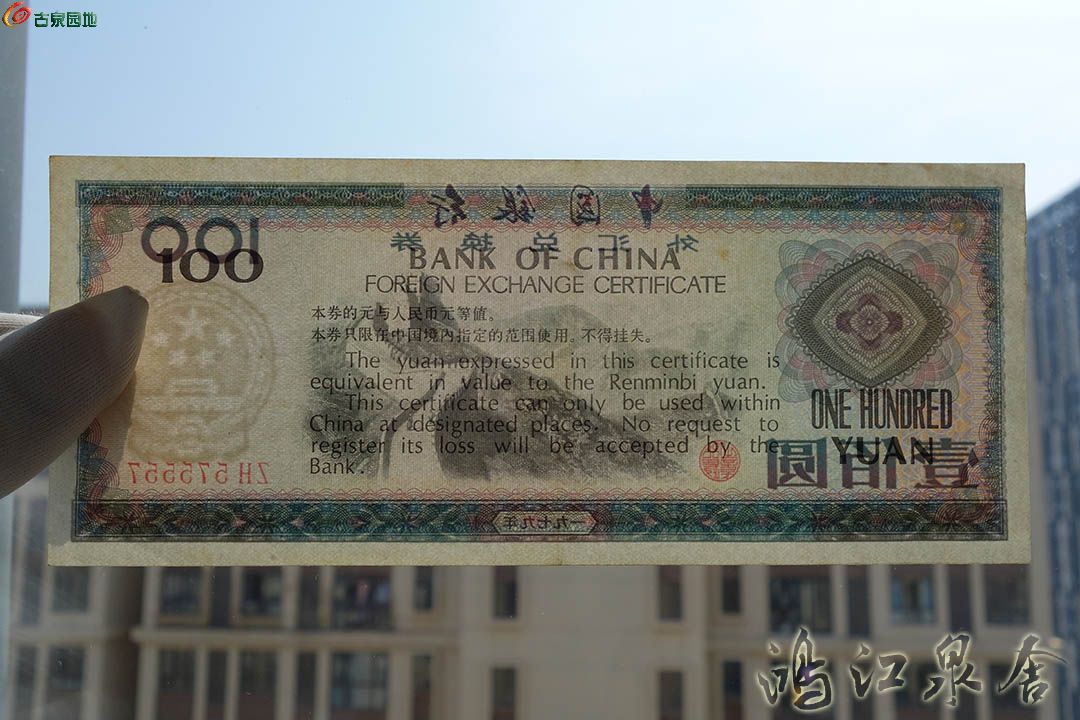 古泉园地
中国银行
外汇兑换券
100
100
BANK OF CHINA
FOREIGN EXCHANGE CERTIFICATE
本券的元与人民币元等值。
本券只限在中国境内指定的范围使用。不得挂失。
The yuan expressed in this certificate is
equivalent in value to the Renminbi yuan.
This certificate can only be used within
China at designated places. No request to
register its loss will be accepted by the
Bank.
ONE HUNDRED
YUAN
壹佰圆
ZH 575557
一九七九年
鸿江泉舍